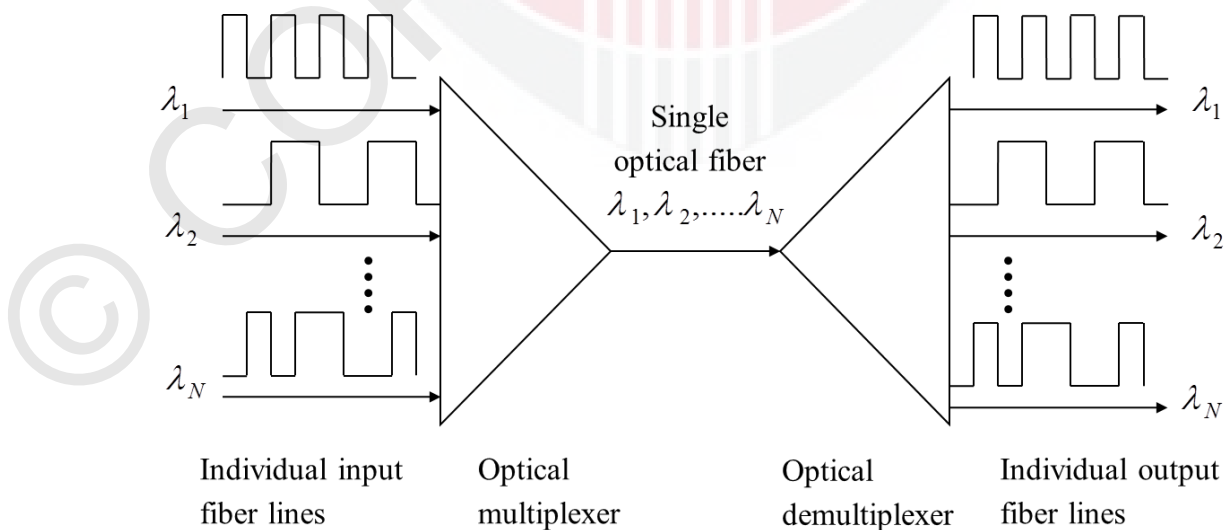 λ1
λ2
λN
Single
optical fiber
λ1, λ2,.....λN
λ1
λ2
λN
Individual input
fiber lines
Optical
multiplexer
Optical
demultiplexer
Individual output
fiber lines
©